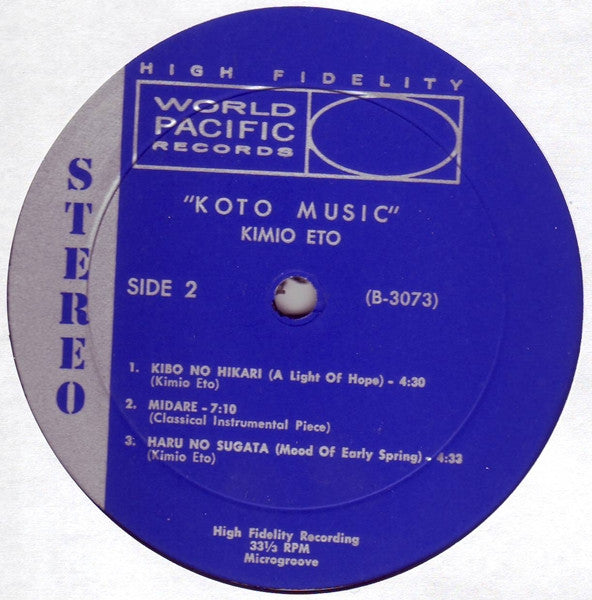 HIGH FIDELITY
WORLD
PACIFIC
RECORDS
STEREO
"KOTO MUSIC"
KIMIO ETO
SIDE 2
(B-3073)
1. KIBO NO HIKARI (A Light Of Hope) - 4:30
(Kimio Eto)
2. MIDARE - 7:10
(Classical Instrumental Piece)
3. HARU NO SUGATA (Mood Of Early Spring) - 4:33
(Kimio Eto)
High Fidelity Recording
33⅓ RPM
Microgroove